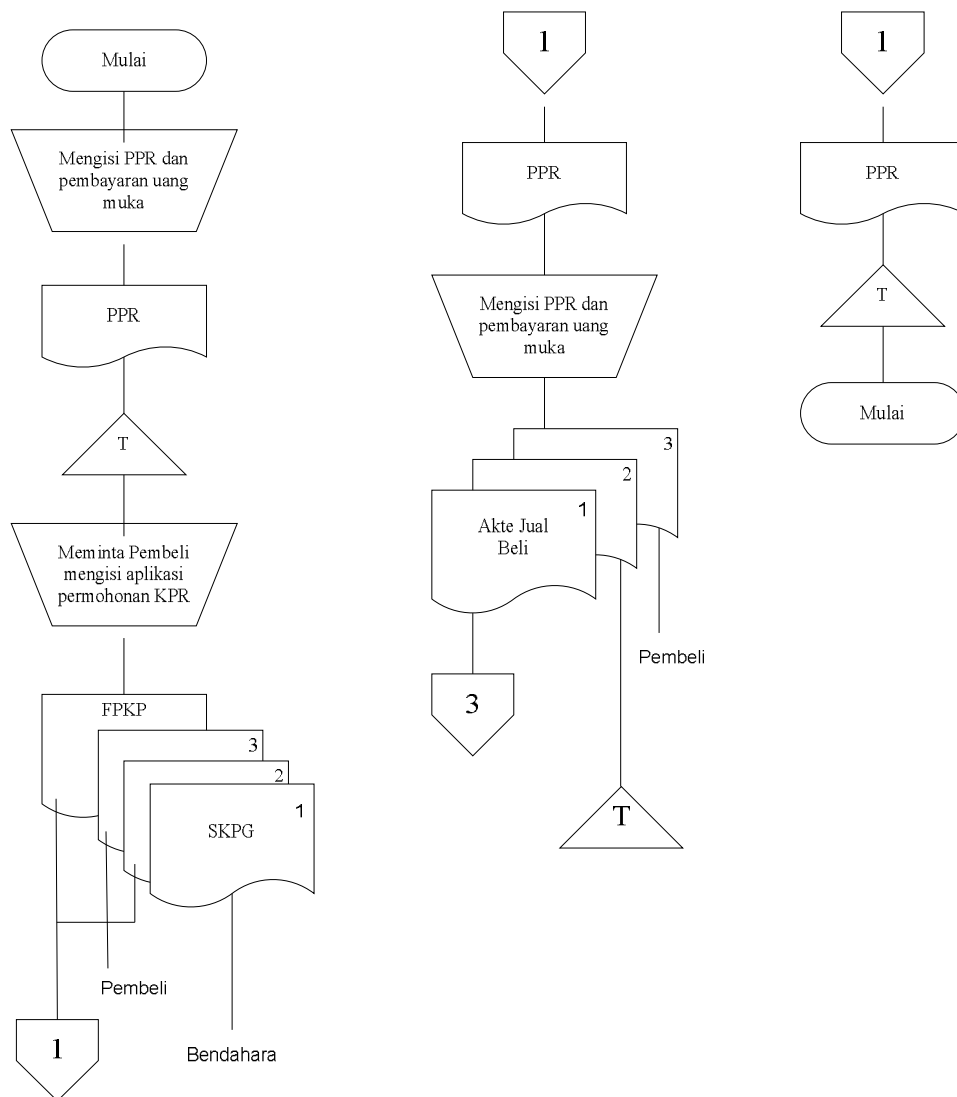 Mulai
Mengisi PPR dan
pembayaran uang
muka
PPR
T
Meminta Pembeli
mengisi aplikasi
permohonan KPR
FPKP
3
2
1
SKPG
Pembeli
Bendahara
1
1
PPR
Mengisi PPR dan
pembayaran uang
muka
3
2
1
Akte Jual
Beli
Pembeli
3
T
1
PPR
T
Mulai